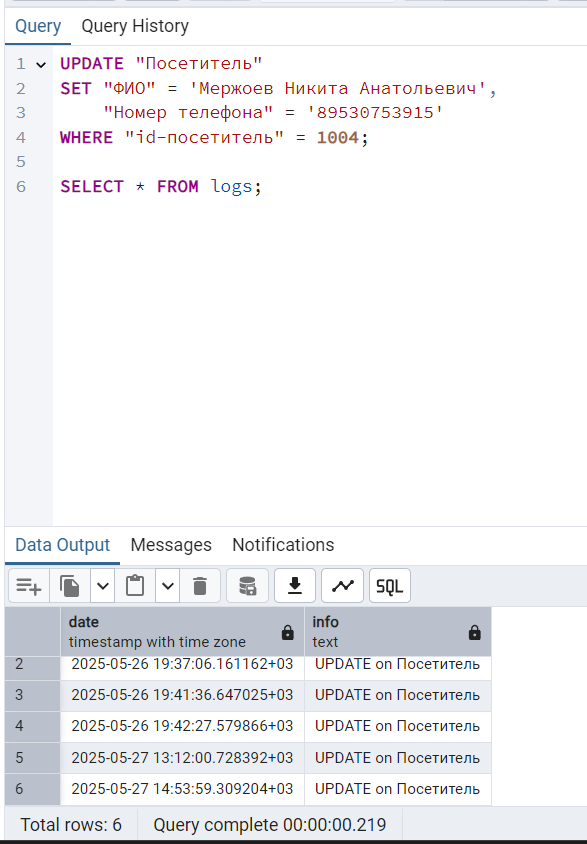 Query Query History
1 UPDATE "Посетитель"
2 SET "ФИО" = 'Мержоев Никита Анатольевич',
3 "Номер телефона" = '89530753915'
4 WHERE "id-посетитель" = 1004;
5
6 SELECT * FROM logs;
Data Output Messages Notifications
SQL
date info
timestamp with time zone text
2 2025-05-26 19:37:06.161162+03 UPDATE on Посетитель
3 2025-05-26 19:41:36.647025+03 UPDATE on Посетитель
4 2025-05-26 19:42:27.579866+03 UPDATE on Посетитель
5 2025-05-27 13:12:00.728392+03 UPDATE on Посетитель
6 2025-05-27 14:53:59.309204+03 UPDATE on Посетитель
Total rows: 6 Query complete 00:00:00.219